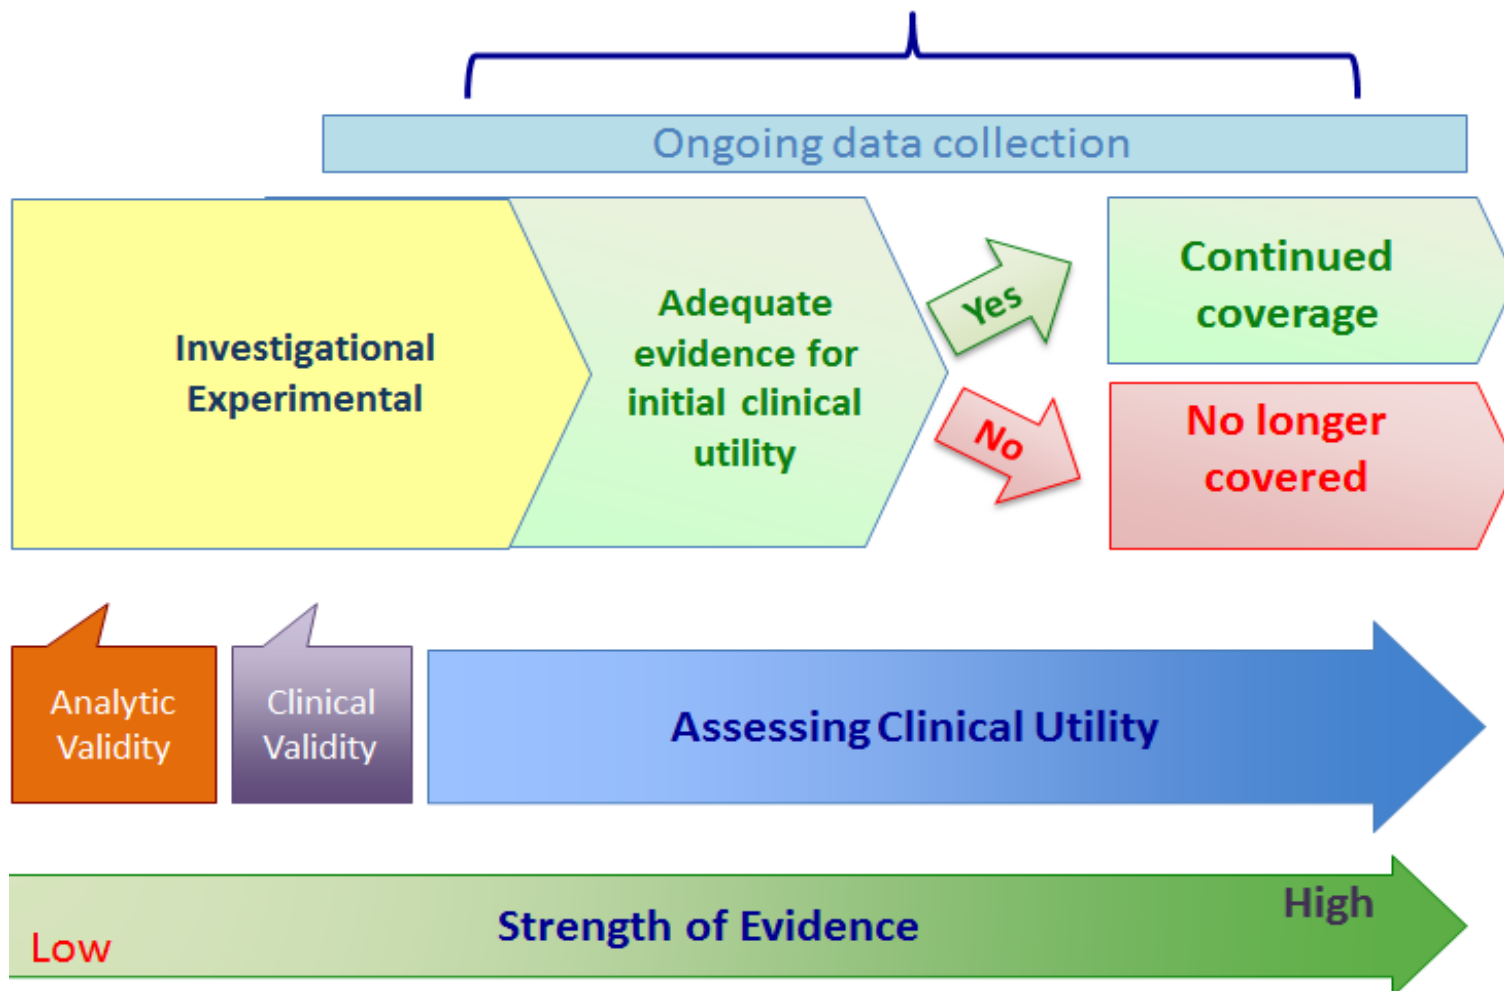 Ongoing data collection
Investigational
Experimental
Adequate
evidence for
initial clinical
utility
Yes
No
Continued
coverage
No longer
covered
Analytic
Validity
Clinical
Validity
Assessing Clinical Utility
Low
Strength of Evidence
High